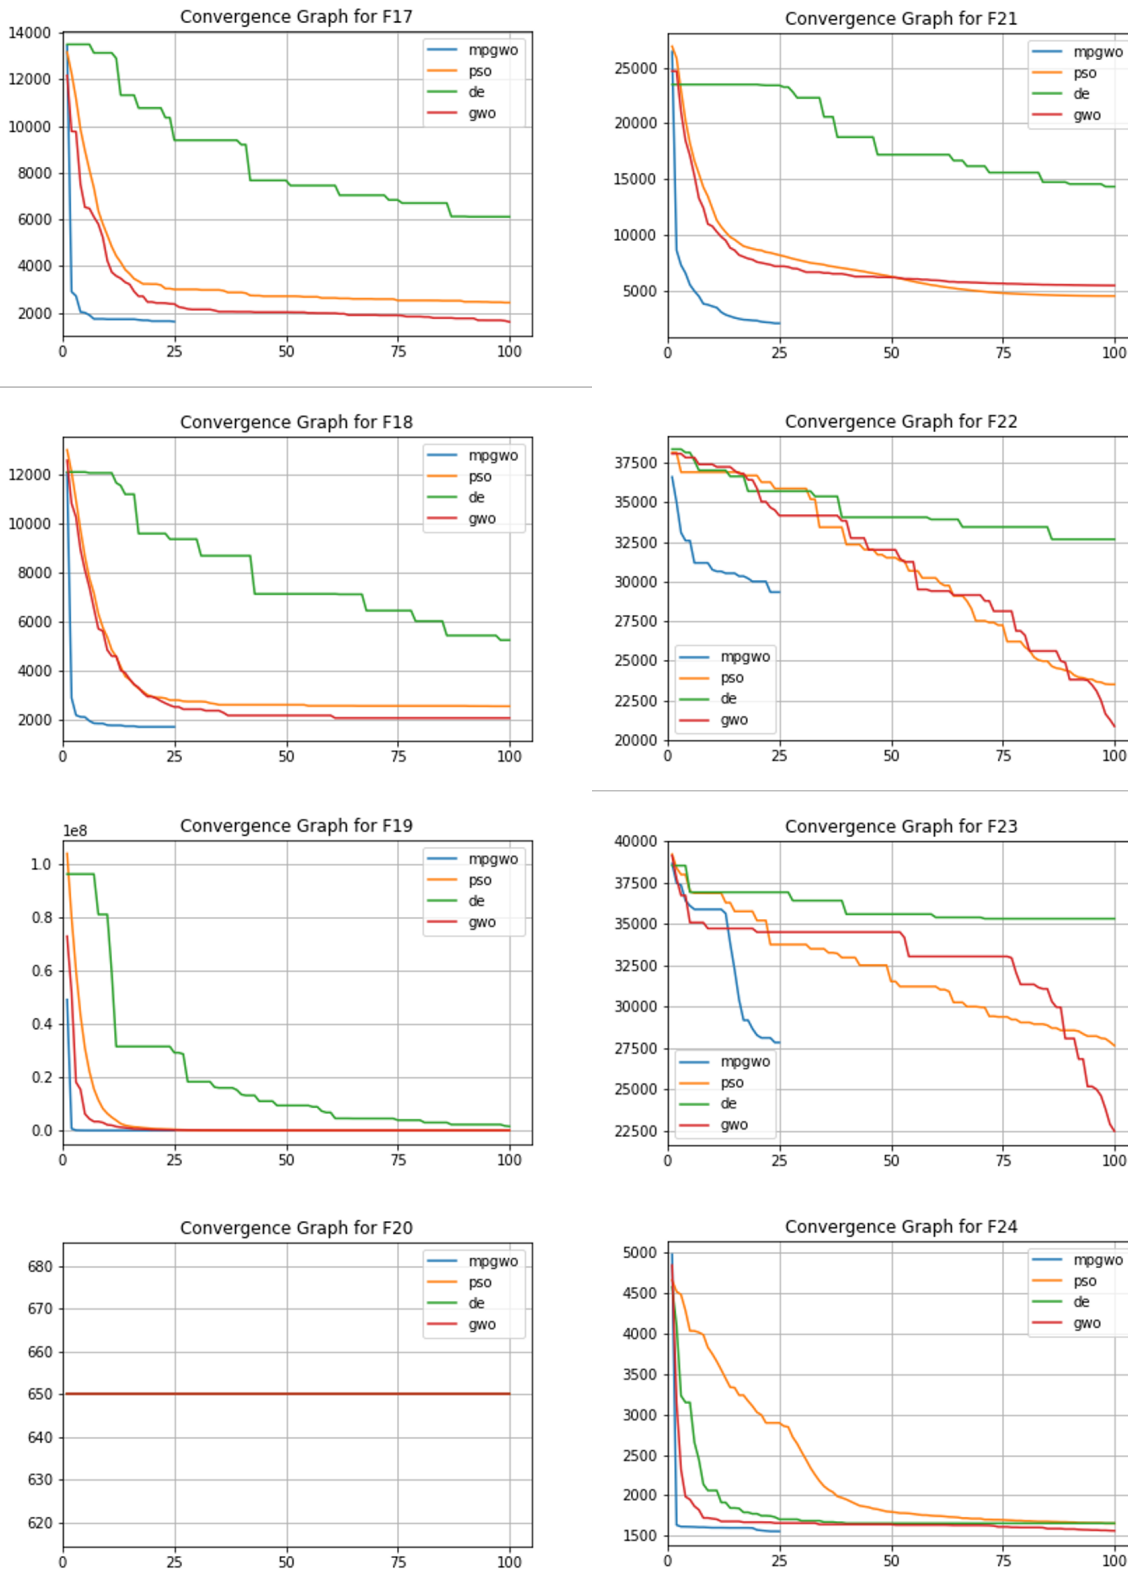 Convergence Graph for F17
14000
12000
10000
8000
6000
4000
2000
0 25 50 75 100
mpgwo
pso
de
gwo
Convergence Graph for F21
25000
20000
15000
10000
5000
0 25 50 75 100
mpgwo
pso
de
gwo
Convergence Graph for F18
12000
10000
8000
6000
4000
2000
0 25 50 75 100
mpgwo
pso
de
gwo
Convergence Graph for F22
37500
35000
32500
30000
27500
25000
22500
20000
0 25 50 75 100
mpgwo
pso
de
gwo
Convergence Graph for F19
1e8
1.0
0.8
0.6
0.4
0.2
0.0
0 25 50 75 100
mpgwo
pso
de
gwo
Convergence Graph for F23
40000
37500
35000
32500
30000
27500
25000
22500
0 25 50 75 100
mpgwo
pso
de
gwo
Convergence Graph for F20
680
670
660
650
640
630
620
0 25 50 75 100
mpgwo
pso
de
gwo
Convergence Graph for F24
5000
4500
4000
3500
3000
2500
2000
1500
0 25 50 75 100
mpgwo
pso
de
gwo